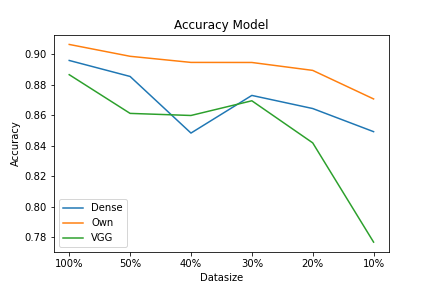 Accuracy Model
Accuracy
0.90
0.88
0.86
0.84
0.82
0.80
0.78
Dense
Own
VGG
100% 50% 40% 30% 20% 10%
Datasize